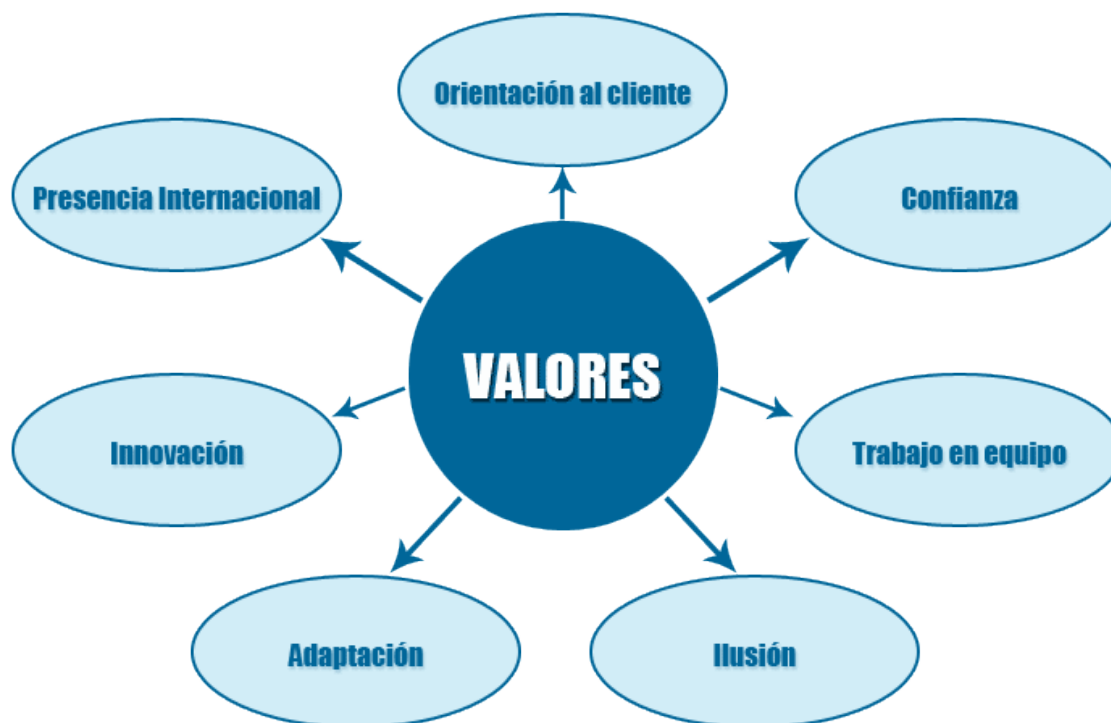 Orientación al cliente
Presencia Internacional
Confianza
VALORES
Innovación
Trabajo en equipo
Adaptación
Ilusión